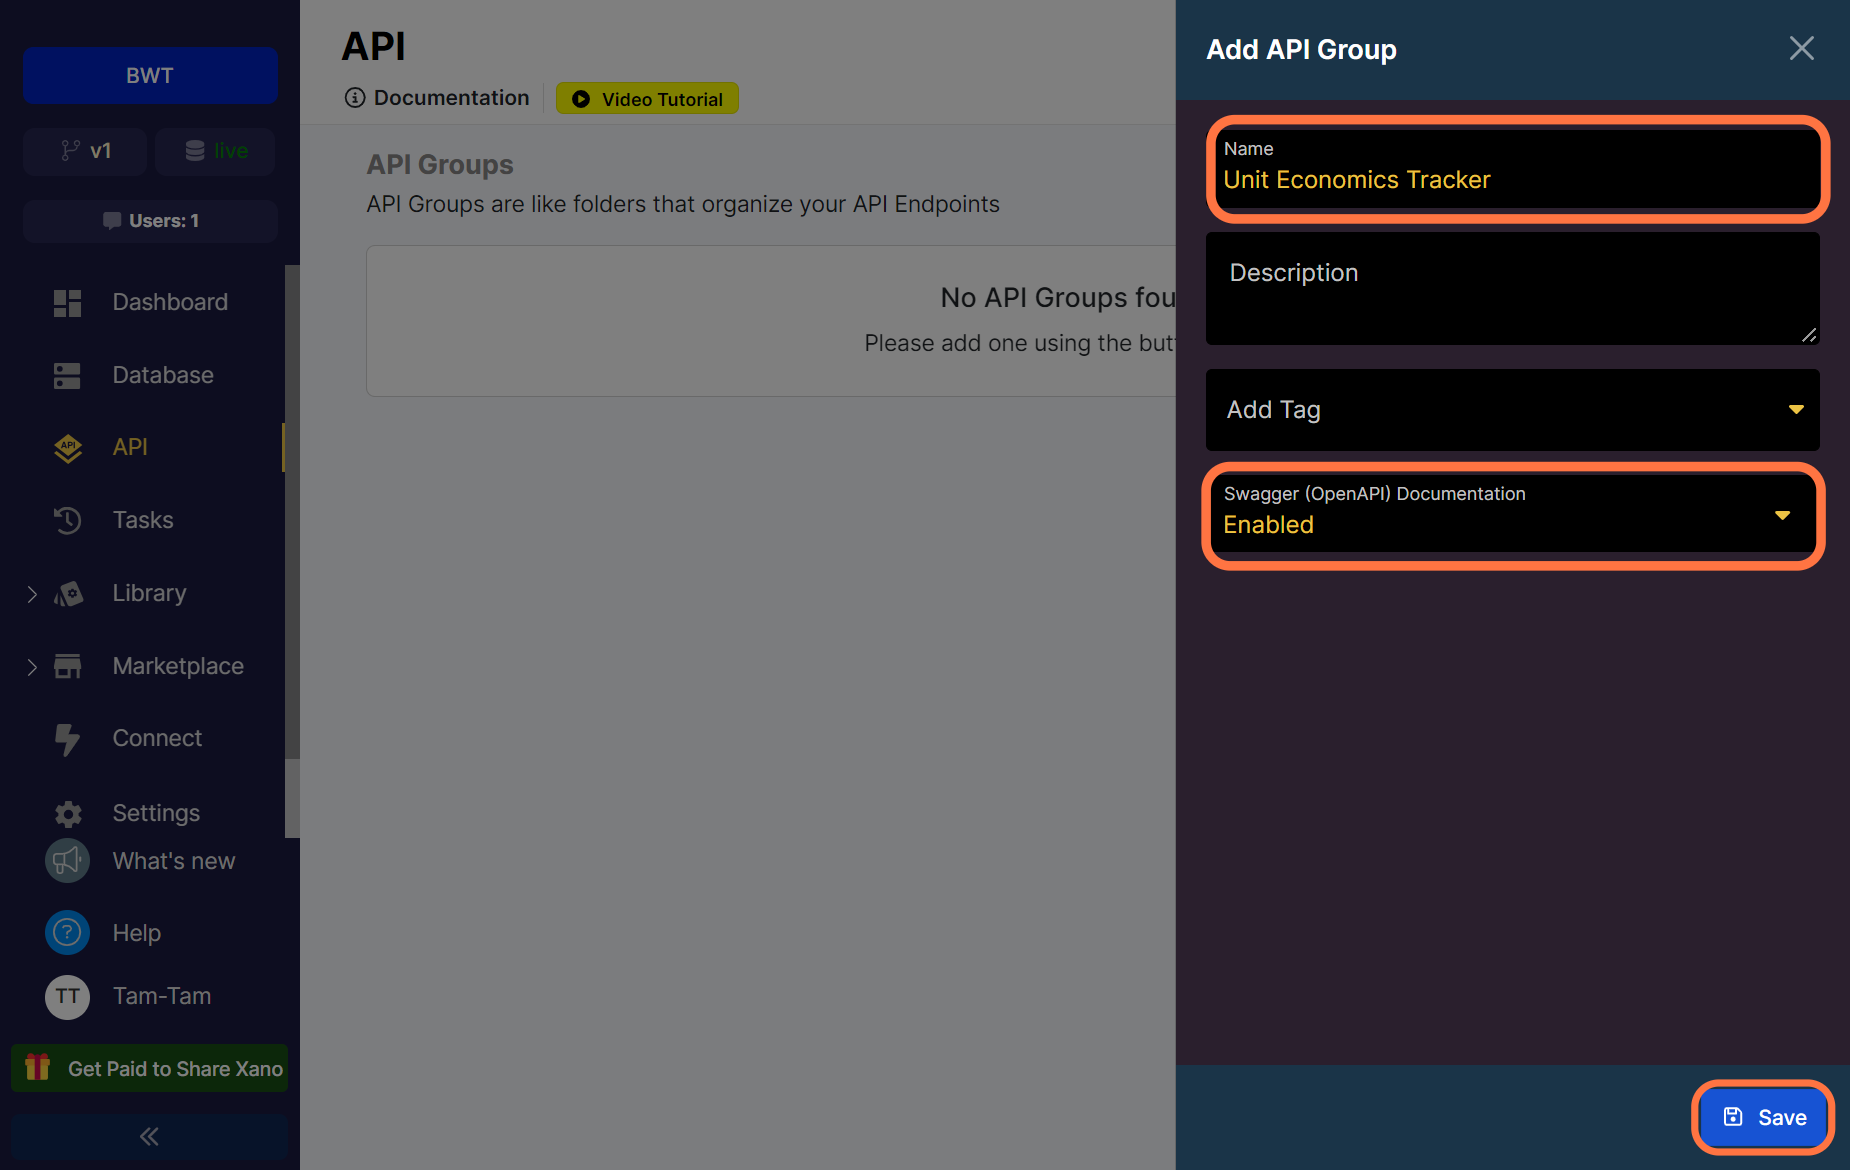 BWT
v1
live
Users: 1
Dashboard
Database
API
Tasks
Library
Marketplace
Connect
Settings
What's new
Help
TT
Tam-Tam
Get Paid to Share Xano
API
Documentation
Video Tutorial
API Groups
API Groups are like folders that organize your API Endpoints
No API Groups fou
Please add one using the but
Add API Group
Name
Unit Economics Tracker
Description
Add Tag
Swagger (OpenAPI) Documentation
Enabled
Save